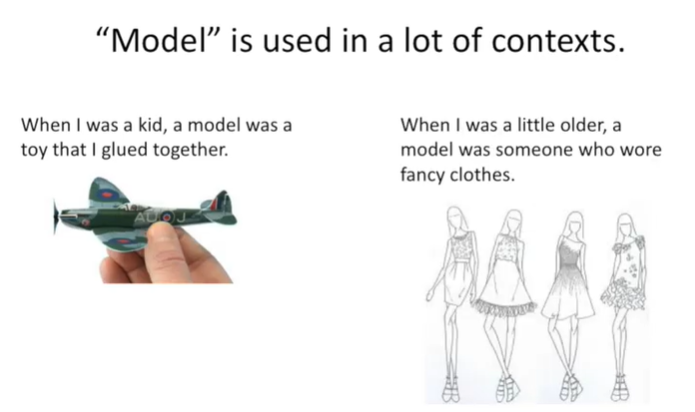 “Model” is used in a lot of contexts.
When I was a kid, a model was a
toy that I glued together.
When I was a little older, a
model was someone who wore
fancy clothes.